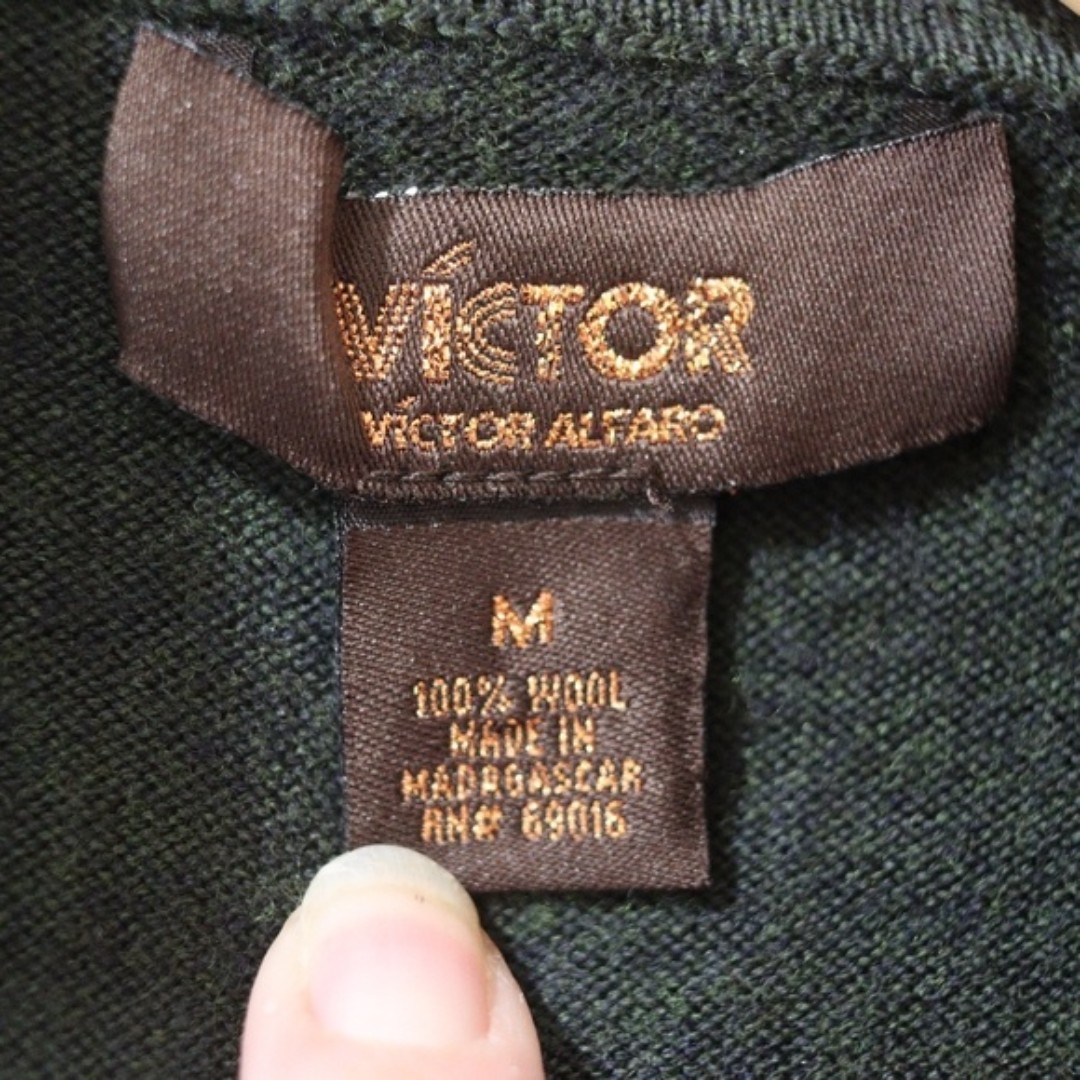 VÍCTOR
VÍCTOR ALFARO
M
100% WOOL
MADE IN
MADAGASCAR
RN# 69016